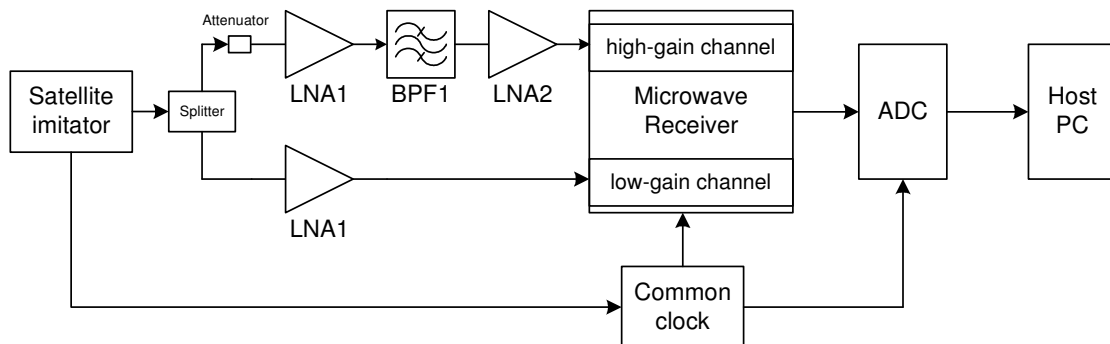 Attenuator
LNA1
BPF1
LNA2
high-gain channel
Satellite
imitator
Splitter
Microwave
Receiver
ADC
Host
PC
LNA1
low-gain channel
Common
clock